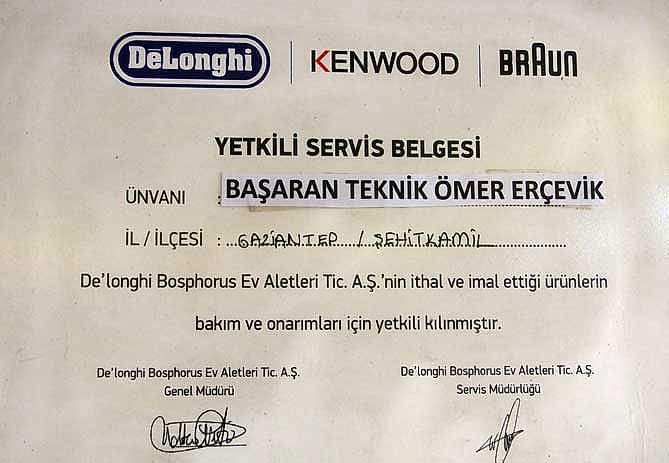 DeLonghi | KENWOOD | BRAUN
YETKİLİ SERVİS BELGESİ
ÜNVANI : BAŞARAN TEKNİK ÖMER ERÇEVİK
İL / İLÇESİ : ...GAZİANTEP...../ ŞEHİTKAMİL..................
De'longhi Bosphorus Ev Aletleri Tic. A.Ş.'nin ithal ve imal ettiği ürünlerin
bakım ve onarımları için yetkili kılınmıştır.
De'longhi Bosphorus Ev Aletleri Tic. A.Ş. De'longhi Bosphorus Ev Aletleri Tic. A.Ş.
Genel Müdürü Servis Müdürlüğü